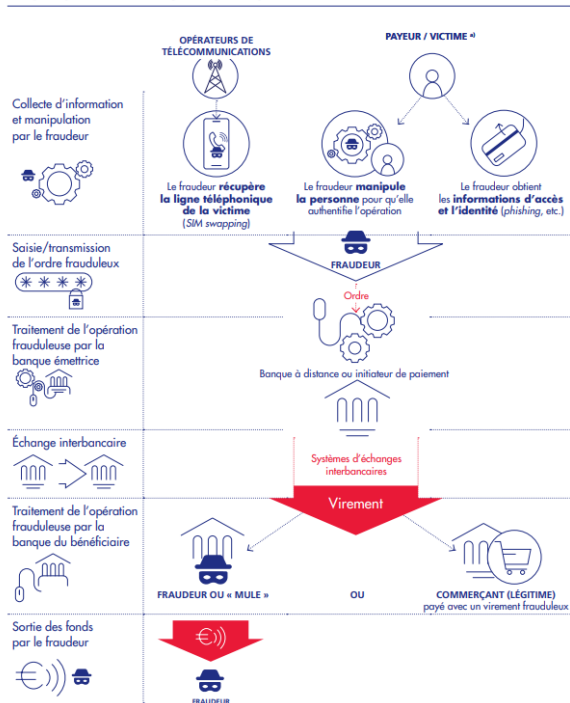 OPÉRATEURS DE
TÉLÉCOMMUNICATIONS
PAYEUR / VICTIME a)
Collecte d'information
et manipulation
par le fraudeur
Le fraudeur récupère
la ligne téléphonique
de la victime
(SIM swapping)
Le fraudeur manipule
la personne pour qu'elle
authentifie l'opération
Le fraudeur obtient
les informations d'accès
et l'identité (phishing, etc.)
Saisie/transmission
de l'ordre frauduleux
****
FRAUDEUR
Ordre
Traitement de l'opération
frauduleuse par la
banque émettrice
Banque à distance ou initiateur de paiement
Échange interbancaire
Systèmes d'échanges
interbancaires
Virement
Traitement de l'opération
frauduleuse par la
banque du bénéficiaire
FRAUDEUR OU « MULE »
OU
COMMERÇANT (LÉGITIME)
payé avec un virement frauduleux
Sortie des fonds
par le fraudeur
FRAUDEUR